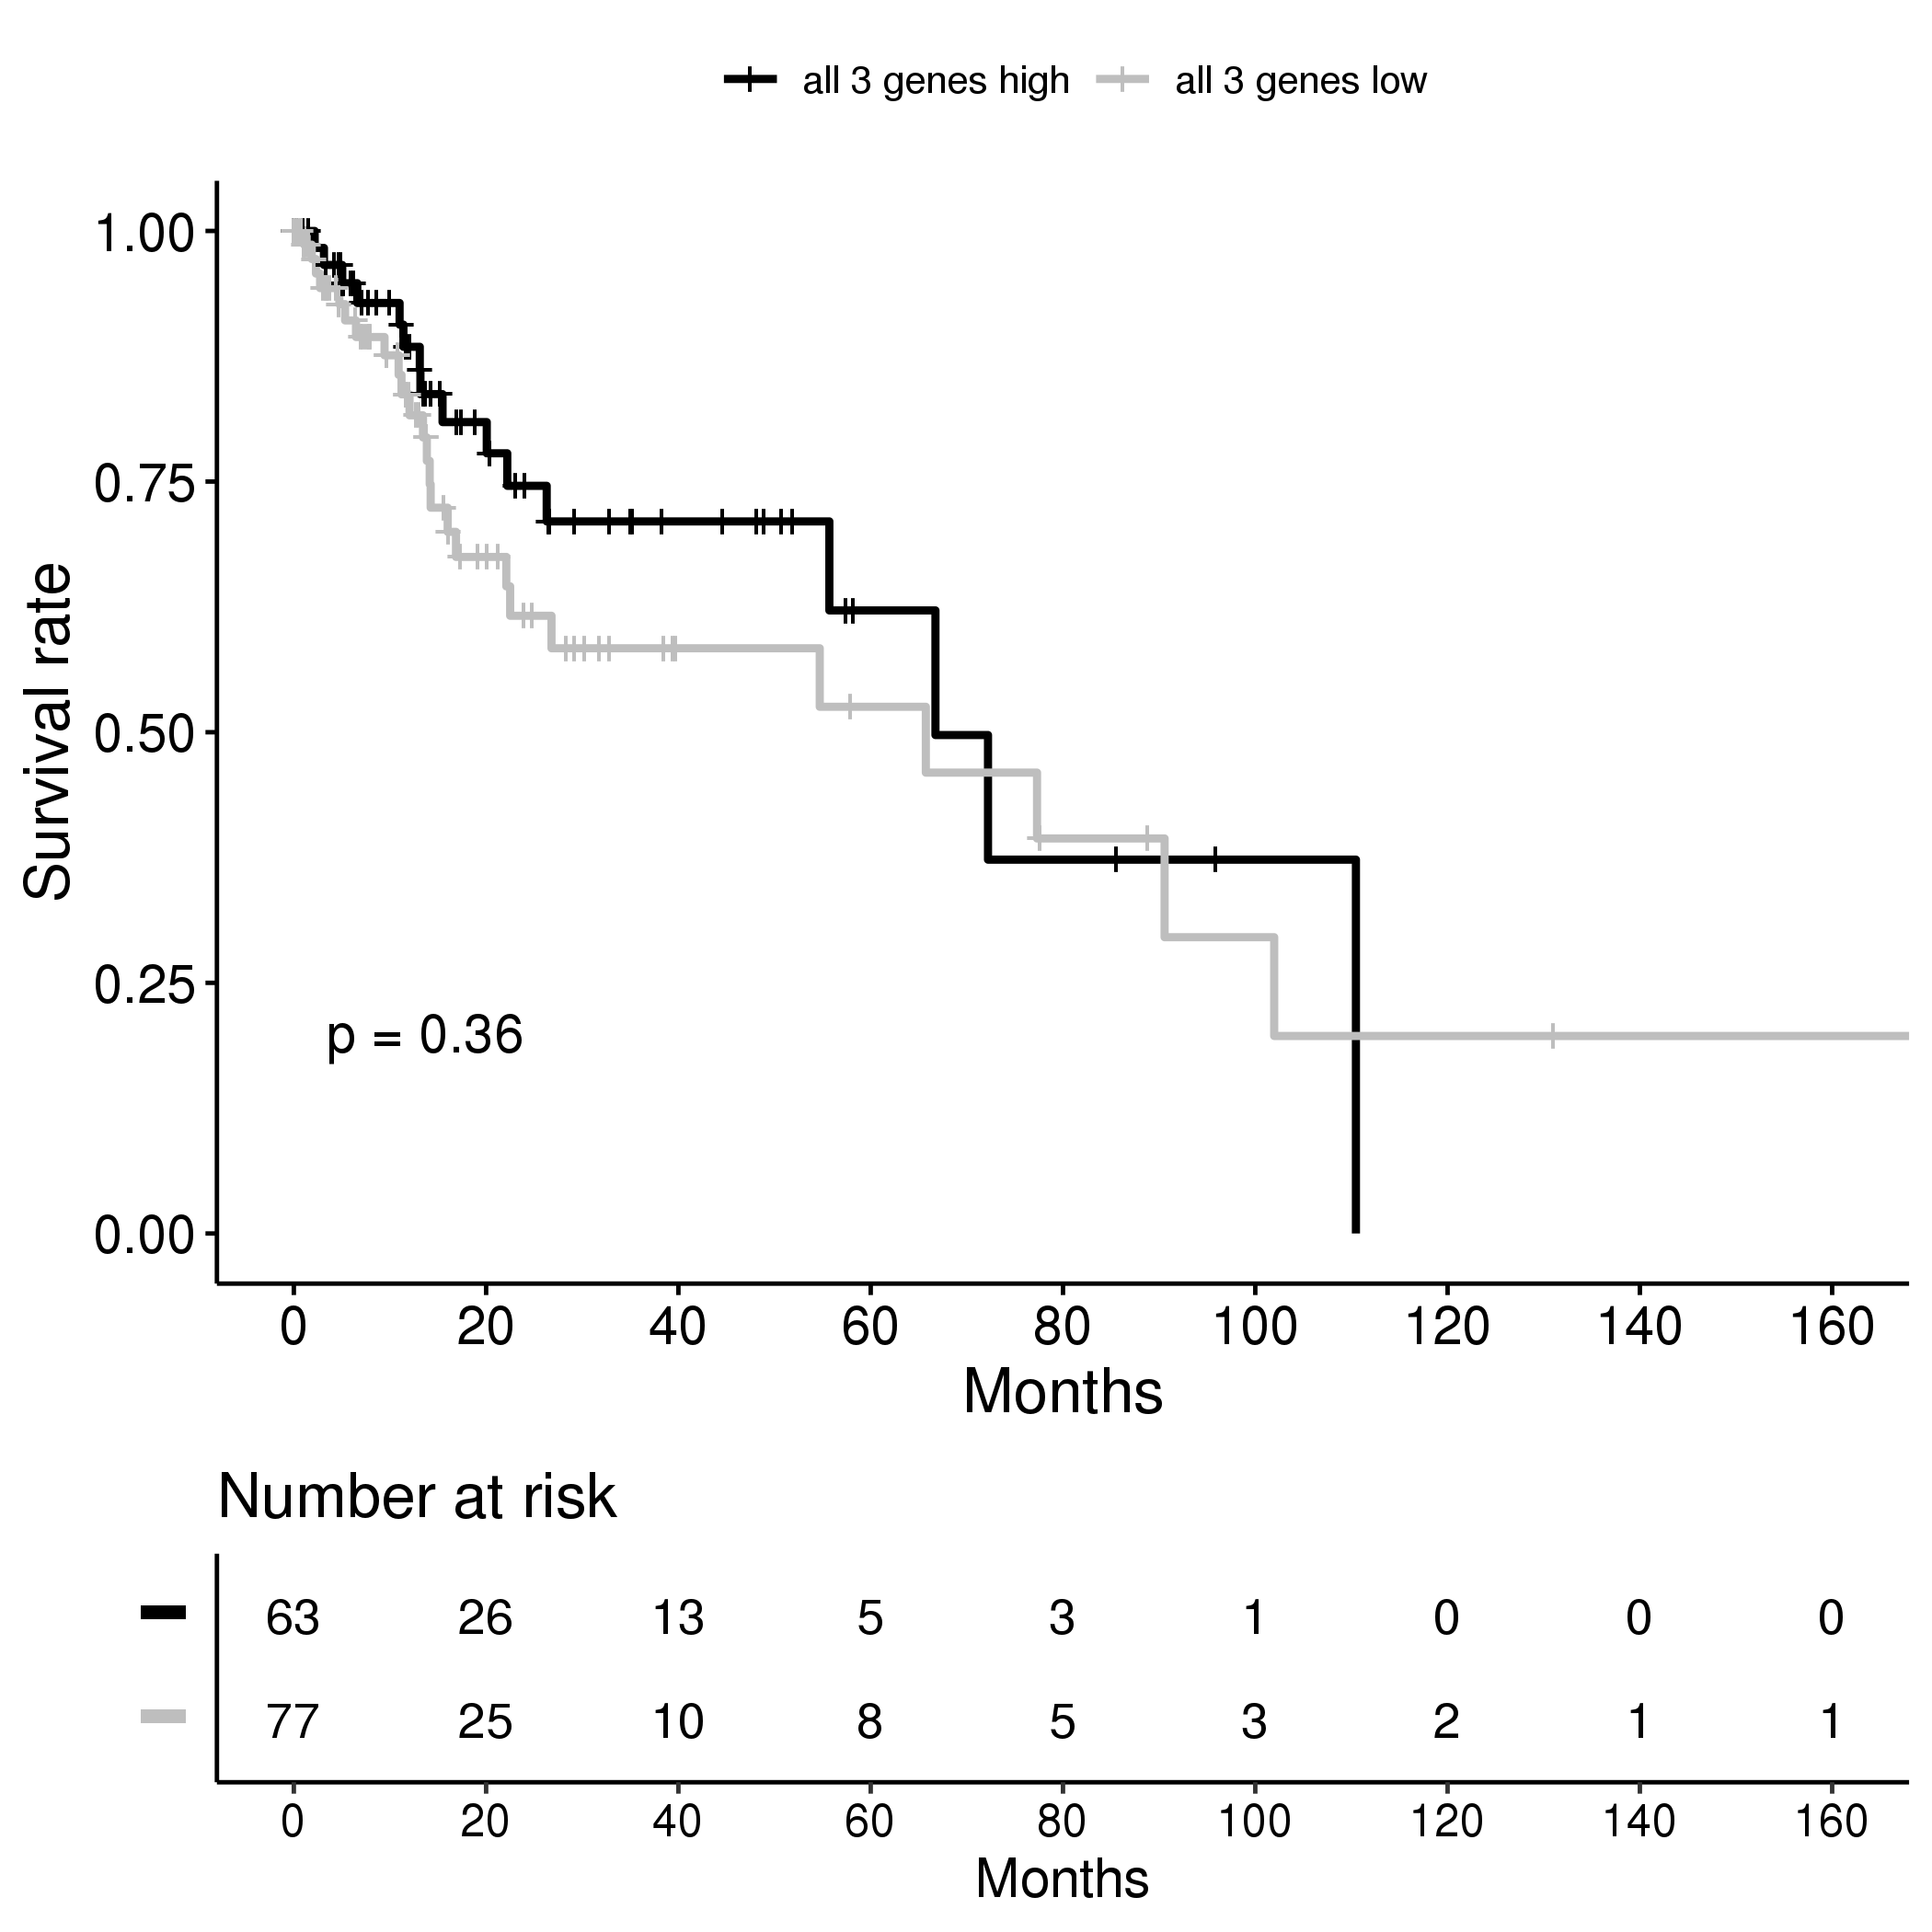 all 3 genes high all 3 genes low
1.00
0.75
0.50
0.25
0.00
Survival rate
p = 0.36
0 20 40 60 80 100 120 140 160
Months
Number at risk
63 26 13 5 3 1 0 0 0
77 25 10 8 5 3 2 1 1
0 20 40 60 80 100 120 140 160
Months